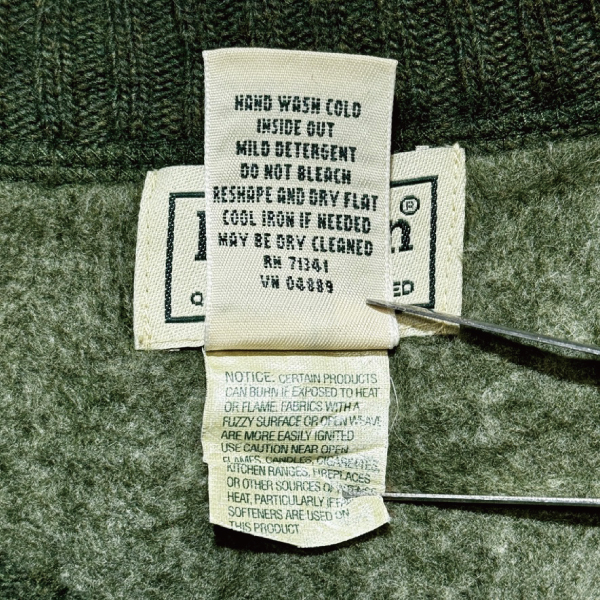 HAND WASH COLD
INSIDE OUT
MILD DETERGENT
DO NOT BLEACH
RESHAPE AND DRY FLAT
COOL IRON IF NEEDED
MAY BE DRY CLEANED
RN 71341
VN 04889
®
NOTICE: CERTAIN PRODUCTS
CAN BURN IF EXPOSED TO HEAT
OR FLAME. FABRICS WITH A
FUZZY SURFACE OR OPEN WEAVE
ARE MORE EASILY IGNITED
USE CAUTION NEAR OPEN
FLAMES, CANDLES, CIGARETTES,
KITCHEN RANGES, FIREPLACES
OR OTHER SOURCES OF
HEAT, PARTICULARLY IF
SOFTENERS ARE USED ON
THIS PRODUCT